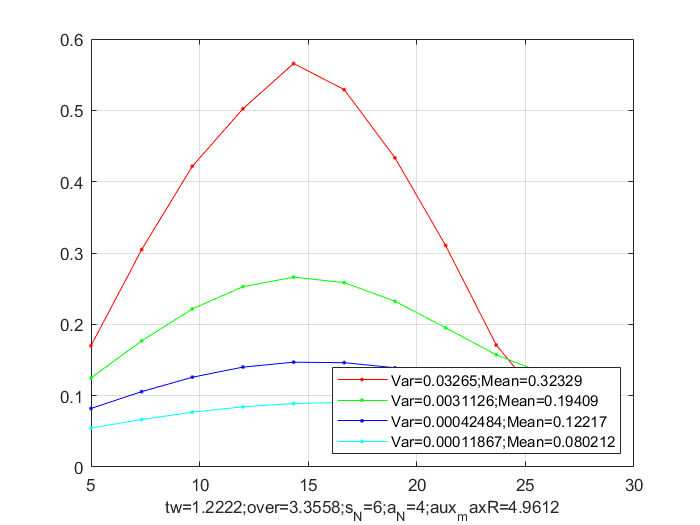 0.6
0.5
0.4
0.3
0.2
0.1
0
Var=0.03265;Mean=0.32329
Var=0.0031126;Mean=0.19409
Var=0.00042484;Mean=0.12217
Var=0.00011867;Mean=0.080212
5 10 15 20 25 30
tw=1.2222;over=3.3558;s_N=6;a_N=4;aux_maxR=4.9612